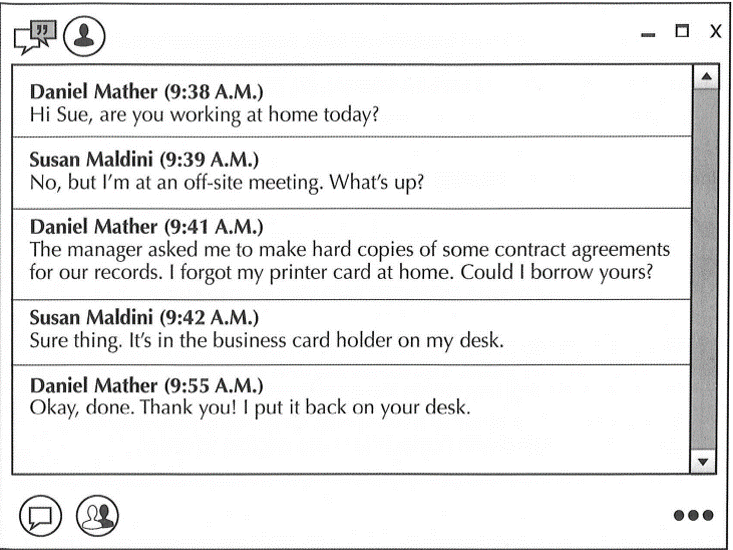 Daniel Mather (9:38 A.M.)
Hi Sue, are you working at home today?
Susan Maldini (9:39 A.M.)
No, but I'm at an off-site meeting. What's up?
Daniel Mather (9:41 A.M.)
The manager asked me to make hard copies of some contract agreements
for our records. I forgot my printer card at home. Could I borrow yours?
Susan Maldini (9:42 A.M.)
Sure thing. It's in the business card holder on my desk.
Daniel Mather (9:55 A.M.)
Okay, done. Thank you! I put it back on your desk.